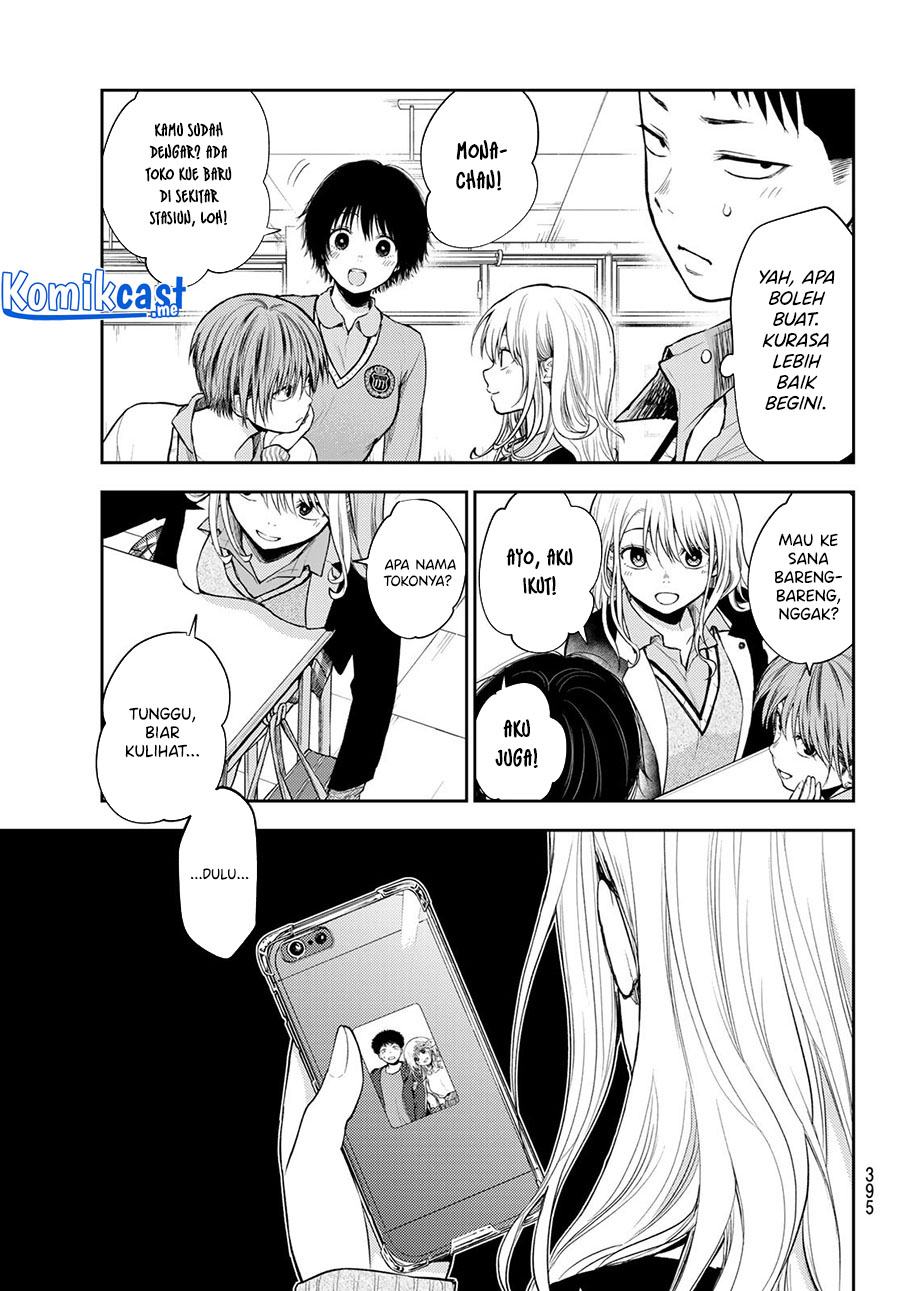 YAH, APA
BOLEH
BUAT.
KURASA
LEBIH
BAIK
BEGINI.
MONA-
CHAN!
KAMU SUDAH
DENGAR? ADA
TOKO KUE BARU
DI SEKITAR
STASIUN, LOH!
Komikcast
.me
MAU KE
SANA
BARENG-
BARENG,
NGGAK?
AYO, AKU
IKUT!
AKU
JUGA!
APA NAMA
TOKONYA?
TUNGGU,
BIAR
KULIHAT...
...DULU...
395